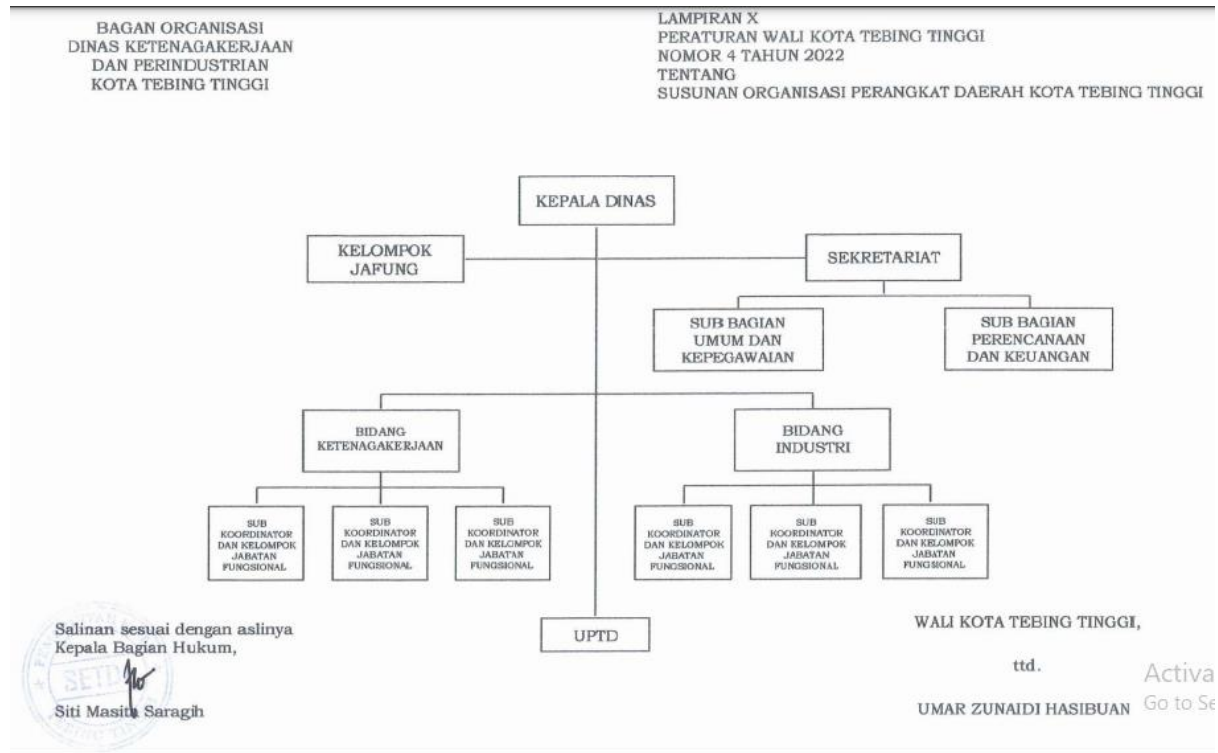 BAGAN ORGANISASI
DINAS KETENAGAKERJAAN
DAN PERINDUSTRIAN
KOTA TEBING TINGGI
LAMPIRAN X
PERATURAN WALI KOTA TEBING TINGGI
NOMOR 4 TAHUN 2022
TENTANG
SUSUNAN ORGANISASI PERANGKAT DAERAH KOTA TEBING TINGGI
KEPALA DINAS
KELOMPOK
JAFUNG
SEKRETARIAT
SUB BAGIAN
UMUM DAN
KEPEGAWAIAN
SUB BAGIAN
PERENCANAAN
DAN KEUANGAN
BIDANG
KETENAGAKERJAAN
BIDANG
INDUSTRI
SUB
KOORDINATOR
DAN KELOMPOK
JABATAN
FUNGSIONAL
SUB
KOORDINATOR
DAN KELOMPOK
JABATAN
FUNGSIONAL
SUB
KOORDINATOR
DAN KELOMPOK
JABATAN
FUNGSIONAL
SUB
KOORDINATOR
DAN KELOMPOK
JABATAN
FUNGSIONAL
SUB
KOORDINATOR
DAN KELOMPOK
JABATAN
FUNGSIONAL
SUB
KOORDINATOR
DAN KELOMPOK
JABATAN
FUNGSIONAL
UPTD
Salinan sesuai dengan aslinya
Kepala Bagian Hukum,
SETD
Siti Masita Saragih
WALI KOTA TEBING TINGGI,
ttd.
UMAR ZUNAIDI HASIBUAN
Activa
Go to Se